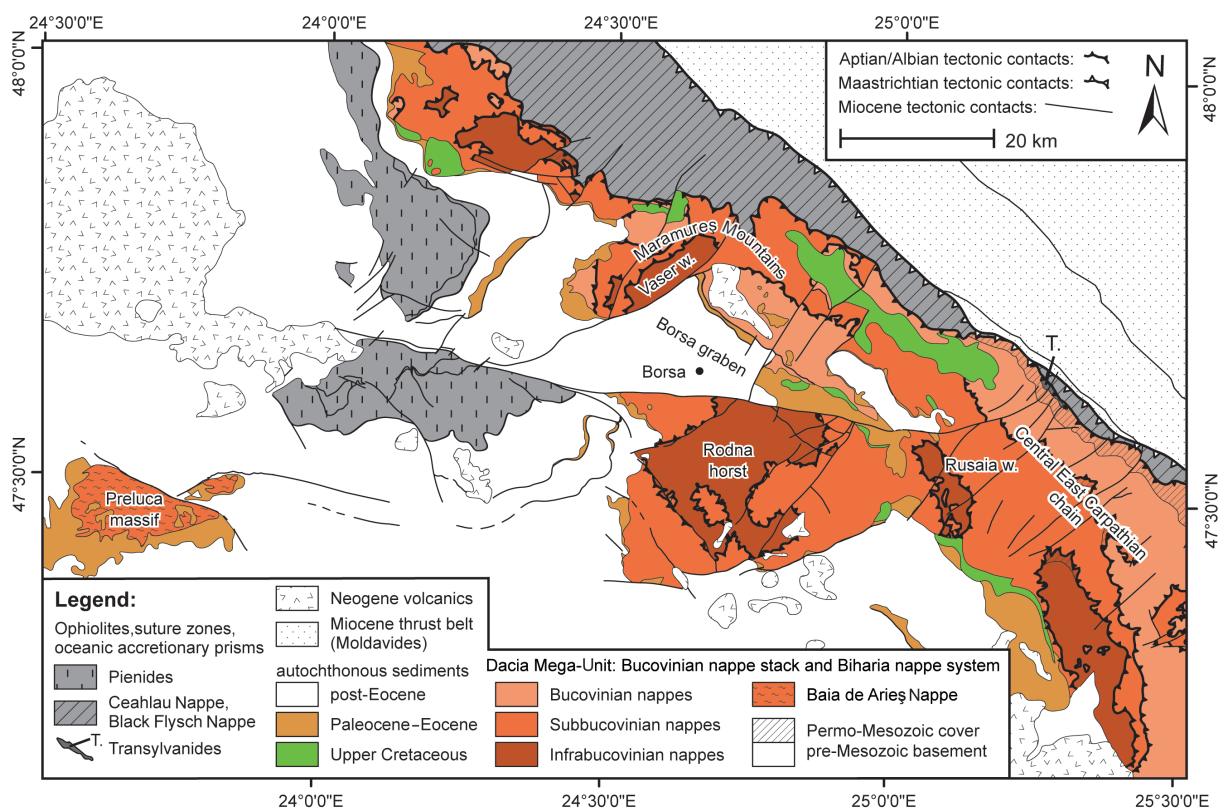 24°30'0"E
24°0'0"E
24°30'0"E
25°0'0"E
48°0'0"N
48°0'0"N
Aptian/Albian tectonic contacts:
Maastrichtian tectonic contacts:
Miocene tectonic contacts:
N
20 km
Maramureş Mountains
Vaser w.
Borsa graben
Borsa
T.
Rodna
horst
Rusaia w.
Central East Carpathian
chain
47°30'0"N
47°30'0"N
Preluca
massif
Legend:
Ophiolites,suture zones,
oceanic accretionary prisms
Pienides
Ceahlau Nappe,
Black Flysch Nappe
T.
Transylvanides
Neogene volcanics
Miocene thrust belt
(Moldavides)
autochthonous sediments
post-Eocene
Paleocene–Eocene
Upper Cretaceous
Dacia Mega-Unit: Bucovinian nappe stack and Biharia nappe system
Bucovinian nappes
Subbucovinian nappes
Infrabucovinian nappes
Baia de Arieş Nappe
Permo-Mesozoic cover
pre-Mesozoic basement
24°0'0"E
24°30'0"E
25°0'0"E
25°30'0"E